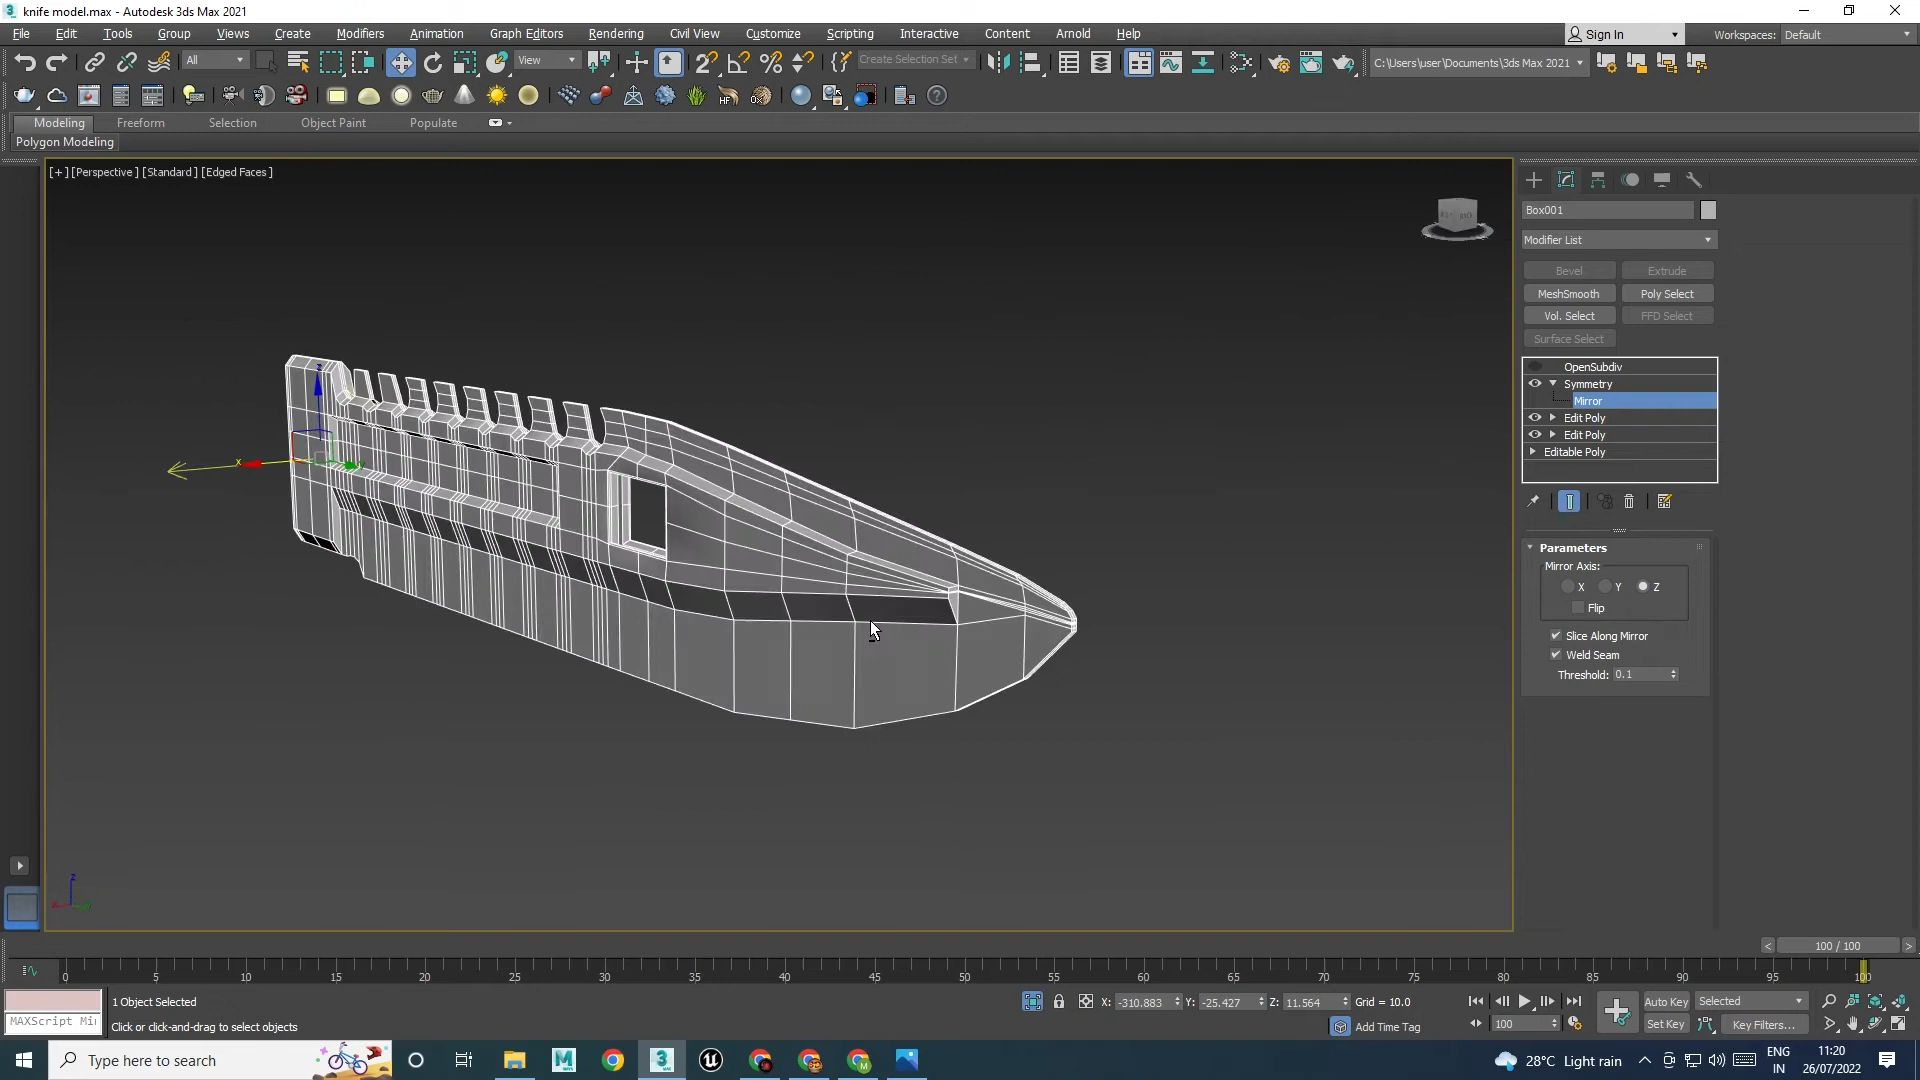 knife model.max - Autodesk 3ds Max 2021
File Edit Tools Group Views Create Modifiers Animation Graph Editors Rendering Civil View Customize Scripting Interactive Content Arnold Help Sign In Workspaces: Default
All View Create Selection Set C:\Users\user\Documents\3ds Max 2021
Modeling Freeform Selection Object Paint Populate
Polygon Modeling
[+] [Perspective] [Standard] [Edged Faces]
Box001
Modifier List
Bevel Extrude
MeshSmooth Poly Select
Vol. Select FFD Select
Surface Select
OpenSubdiv
Symmetry
Mirror
Edit Poly
Edit Poly
Editable Poly
Parameters
Mirror Axis:
X Y Z
Flip
Slice Along Mirror
Weld Seam
Threshold: 0.1
x
z
z
100 / 100
0 5 10 15 20 25 30 35 40 45 50 55 60 65 70 75 80 85 90 95 100
1 Object Selected X: -310.883 Y: -25.427 Z: 11.564 Grid = 10.0 Auto Key Selected
MAXScript Mi Click or click-and-drag to select objects Add Time Tag 100 Set Key Key Filters...
Type here to search 28°C Light rain ENG IN 11:20 26/07/2022